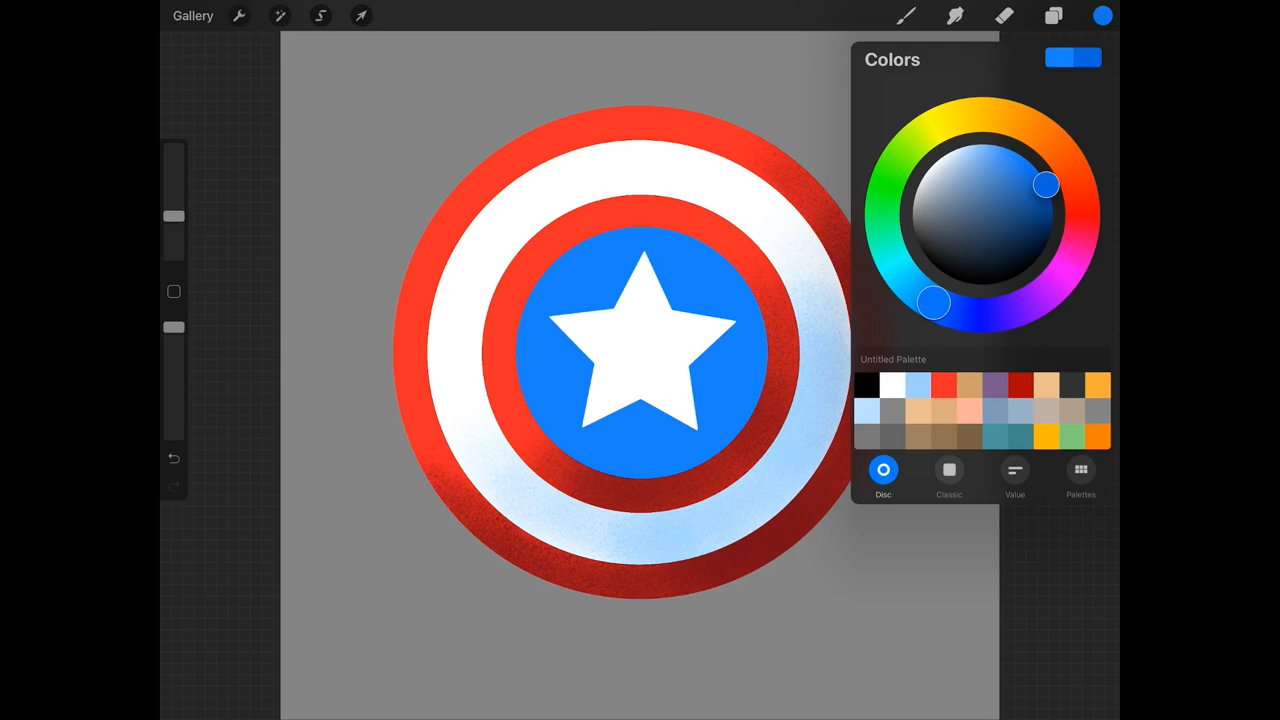 Gallery
Colors
Untitled Palette
Disc
Classic
Value
Palettes